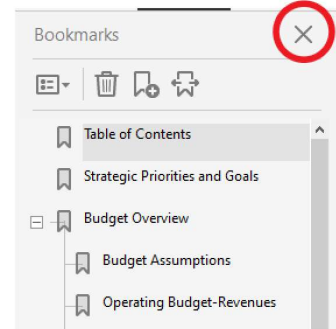 Bookmarks
Table of Contents
Strategic Priorities and Goals
Budget Overview
Budget Assumptions
Operating Budget-Revenues